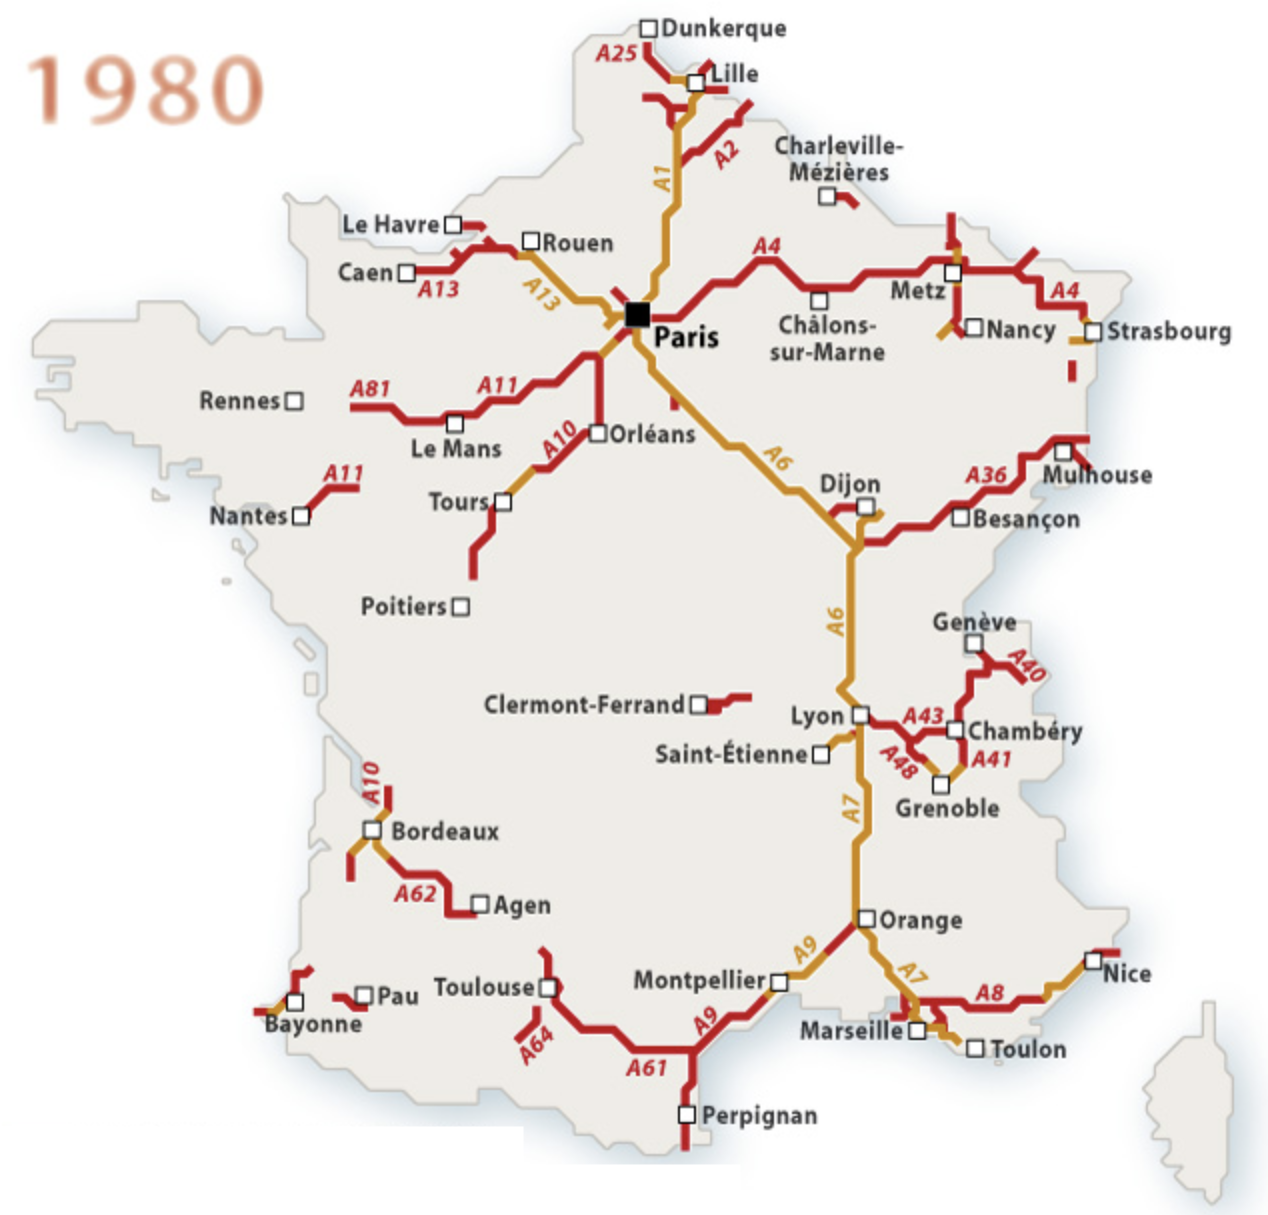 1980
Dunkerque
A25
Lille
A2
Charleville-
Mézières
A1
Le Havre
Rouen
A4
Caen
A13
A13
Metz
A4
Paris
Châlons-
sur-Marne
Nancy
Strasbourg
Rennes
A81
A11
Le Mans
A10
Orléans
A6
Mulhouse
A11
Dijon
A36
Nantes
Tours
Besançon
Poitiers
A6
Genève
A40
Clermont-Ferrand
Lyon
A43
Chambéry
Saint-Étienne
A48
A41
A10
A7
Grenoble
Bordeaux
A62
Agen
Orange
A9
Montpellier
A7
Nice
Toulouse
Pau
A8
Bayonne
A9
Marseille
A64
A61
Toulon
Perpignan